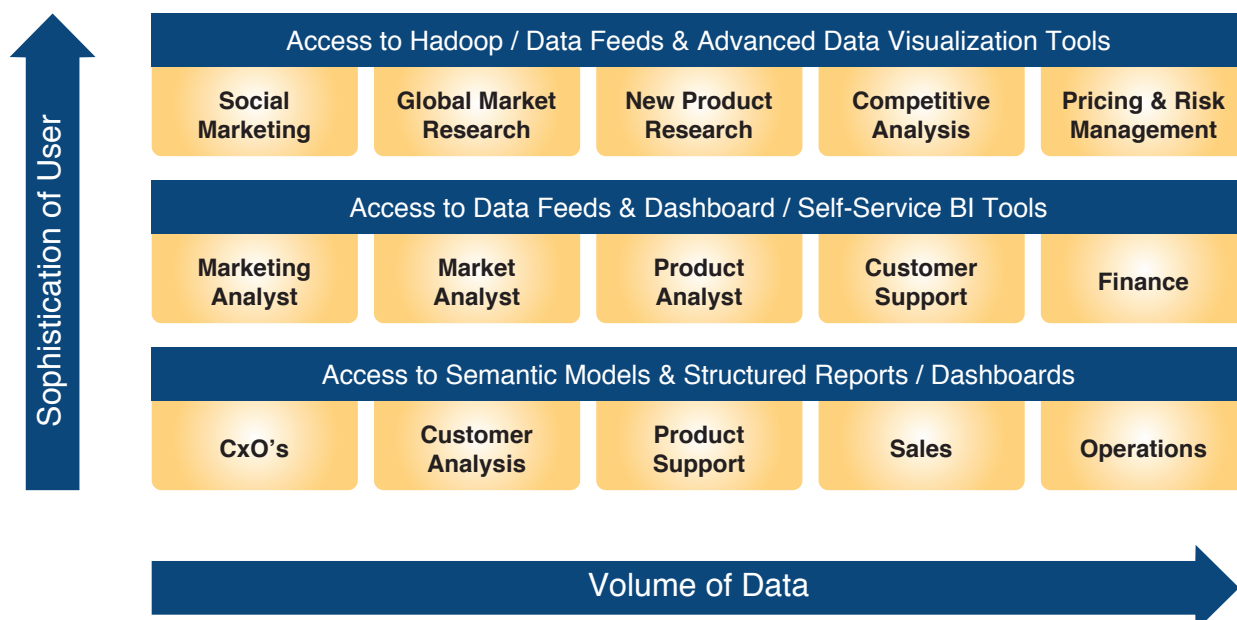 Sophistication of User
Access to Hadoop / Data Feeds & Advanced Data Visualization Tools
Social
Marketing
Global Market
Research
New Product
Research
Competitive
Analysis
Pricing & Risk
Management
Access to Data Feeds & Dashboard / Self-Service BI Tools
Marketing
Analyst
Market
Analyst
Product
Analyst
Customer
Support
Finance
Access to Semantic Models & Structured Reports / Dashboards
CxO’s
Customer
Analysis
Product
Support
Sales
Operations
Volume of Data